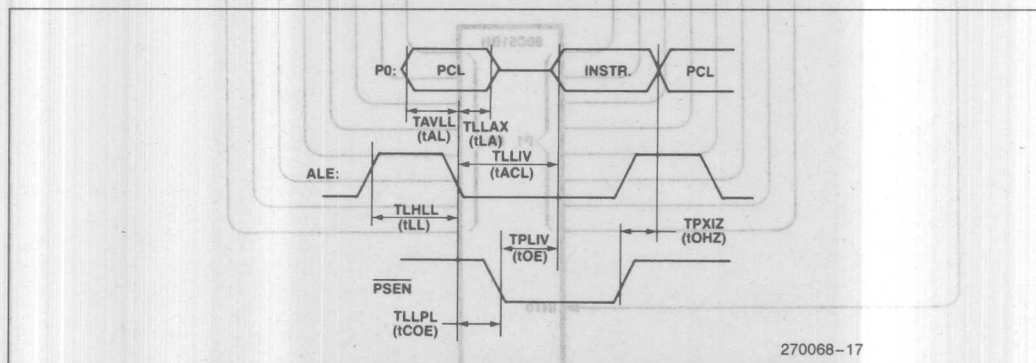 P0:
PCL
INSTR.
PCL
TAVLL
(tAL)
TLLAX
(tLA)
TLLIV
(tACL)
ALE:
TLHLL
(tLL)
TPLIV
(tOE)
TPXIZ
(tOHZ)
PSEN
TLLPL
(tCOE)
270068-17